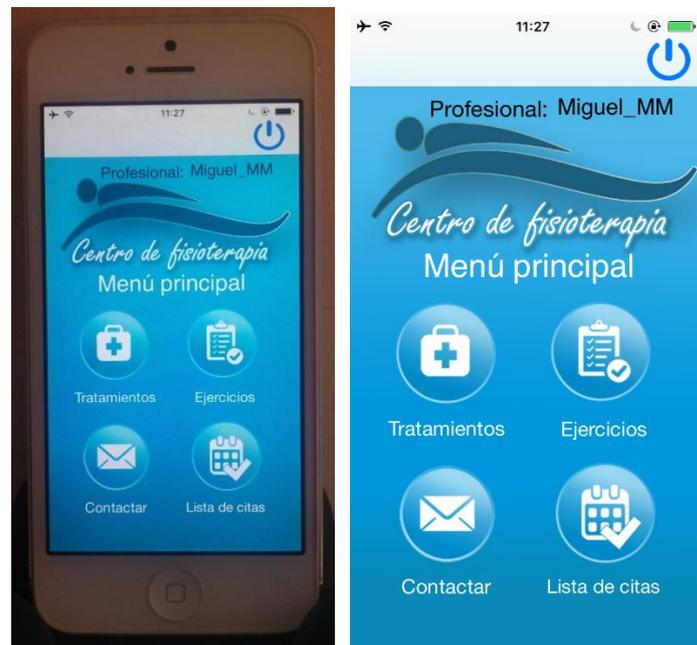 11:27
Profesional: Miguel_MM
Centro de fisioterapia
Menú principal
Tratamientos
Ejercicios
Contactar
Lista de citas
11:27
Profesional: Miguel_MM
Centro de fisioterapia
Menú principal
Tratamientos
Ejercicios
Contactar
Lista de citas